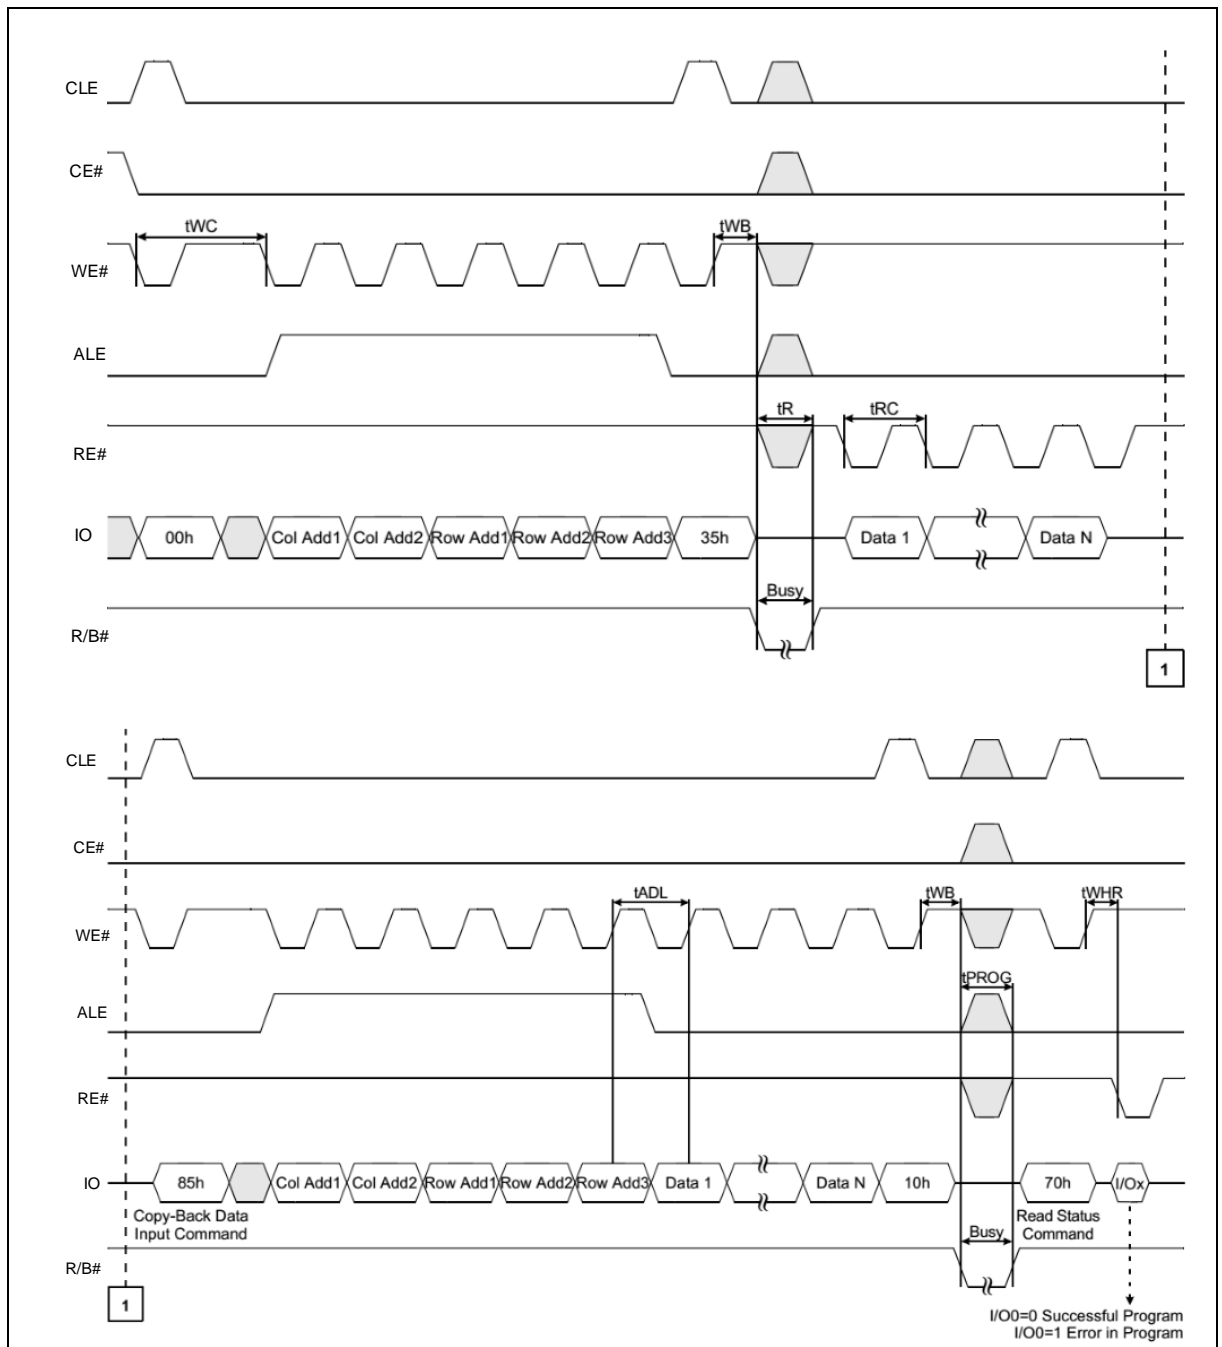 CLE
CE#
tWC
tWB
WE#
ALE
tR
tRC
RE#
IO
00h
Col Add1
Col Add2
Row Add1
Row Add2
Row Add3
35h
Data 1
Data N
Busy
R/B#
1
CLE
CE#
tADL
tWB
tWHR
WE#
tPROG
ALE
RE#
IO
85h
Col Add1
Col Add2
Row Add1
Row Add2
Row Add3
Data 1
Data N
10h
70h
I/Ox
Copy-Back Data
Input Command
Read Status
Command
Busy
R/B#
1
I/O0=0 Successful Program
I/O0=1 Error in Program